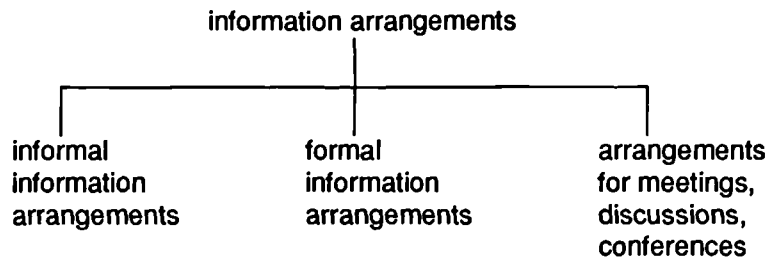 information arrangements
informal
information
arrangements
formal
information
arrangements
arrangements
for meetings,
discussions,
conferences